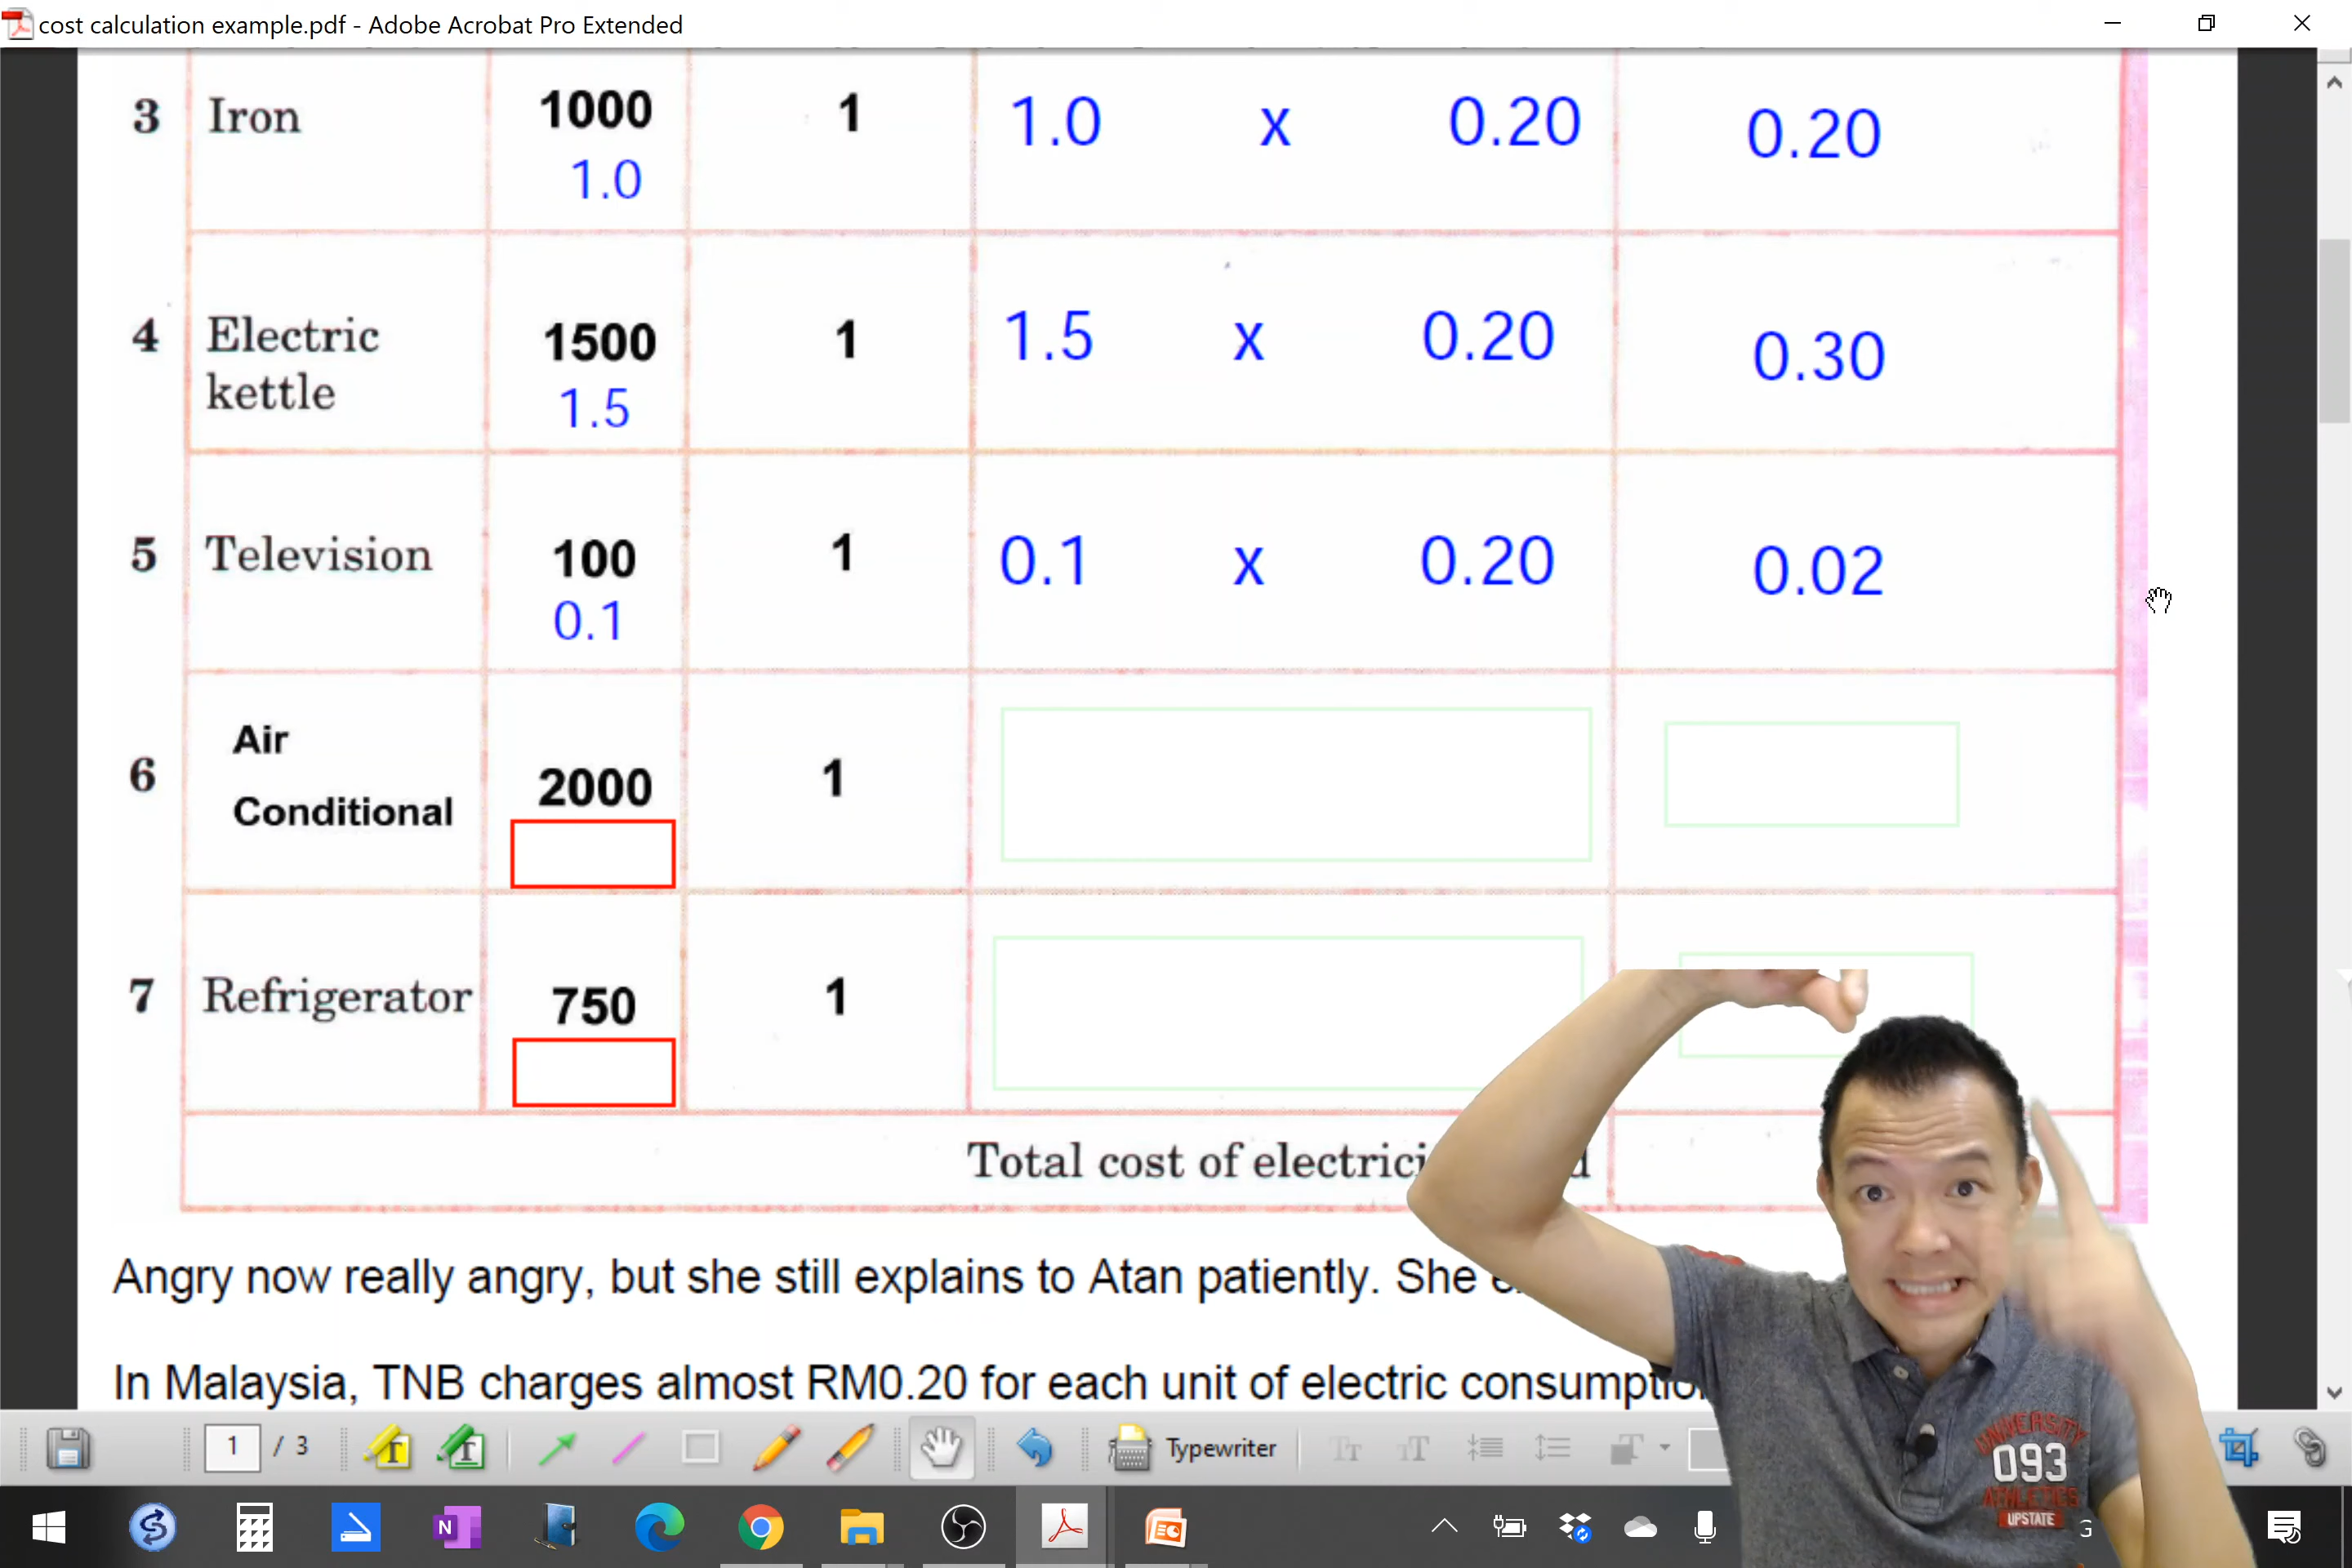 cost calculation example.pdf - Adobe Acrobat Pro Extended
3 Iron 1000 1 1.0 x 0.20 0.20
1.0
4 Electric kettle 1500 1 1.5 x 0.20 0.30
1.5
5 Television 100 1 0.1 x 0.20 0.02
0.1
6 Air Conditional 2000 1
7 Refrigerator 750 1
Total cost of
Angry now really angry, but she still explains to Atan patiently. She
In Malaysia, TNB charges almost RM0.20 for each unit of electric
1 / 3
Typewriter
UNIVERSITY
093
ATHLETICS
UPSTATE